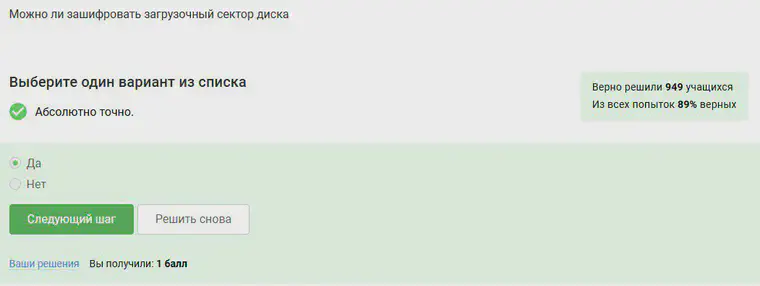 Можно ли зашифровать загрузочный сектор диска
Выберите один вариант из списка
Абсолютно точно.
Верно решили 949 учащихся
Из всех попыток 89% верных
Да
Нет
Следующий шаг
Решить снова
Ваши решения Вы получили: 1 балл